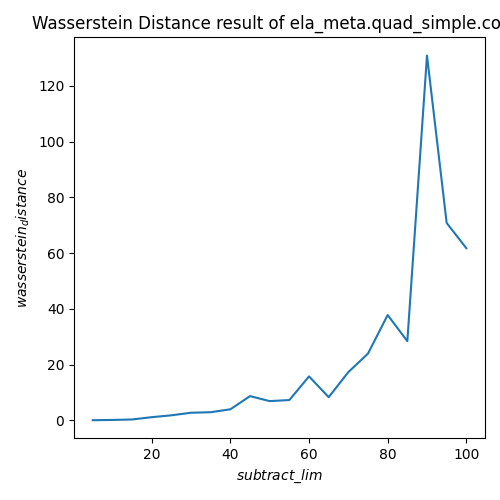 Wasserstein Distance result of ela_meta.quad_simple.co
120
100
80
60
40
20
0
wasserstein_distance
20 40 60 80 100
subtract_lim